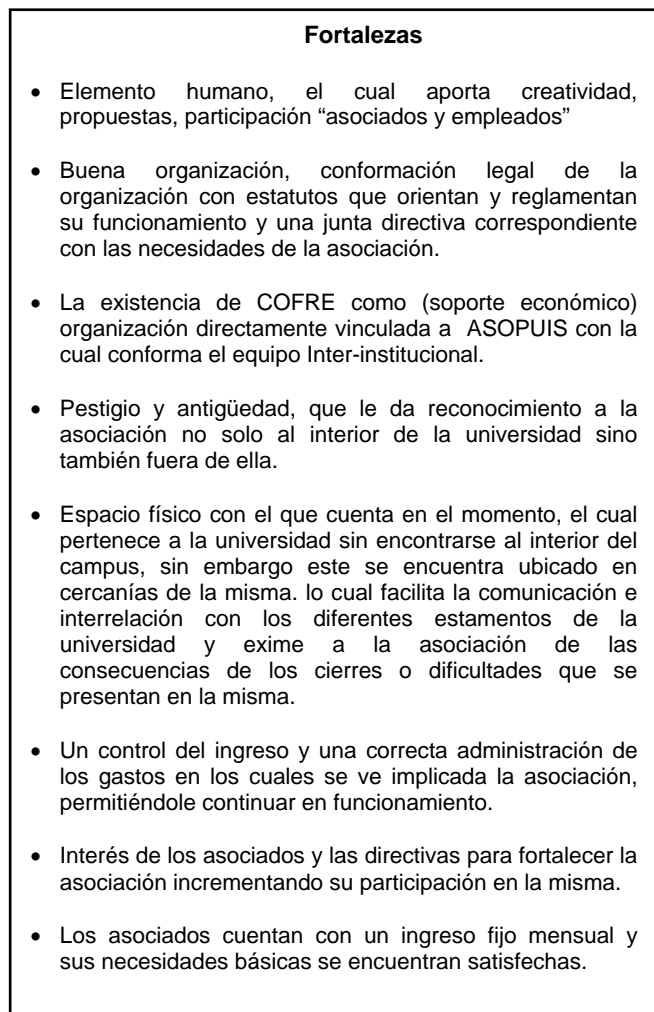 Fortalezas
• Elemento humano, el cual aporta creatividad,
propuestas, participación “asociados y empleados”
• Buena organización, conformación legal de la
organización con estatutos que orientan y reglamentan
su funcionamiento y una junta directiva correspondiente
con las necesidades de la asociación.
• La existencia de COFRE como (soporte económico)
organización directamente vinculada a ASOPUIS con la
cual conforma el equipo Inter-institucional.
• Pestigio y antigüedad, que le da reconocimiento a la
asociación no solo al interior de la universidad sino
también fuera de ella.
• Espacio físico con el que cuenta en el momento, el cual
pertenece a la universidad sin encontrarse al interior del
campus, sin embargo este se encuentra ubicado en
cercanías de la misma. lo cual facilita la comunicación e
interrelación con los diferentes estamentos de la
universidad y exime a la asociación de las
consecuencias de los cierres o dificultades que se
presentan en la misma.
• Un control del ingreso y una correcta administración de
los gastos en los cuales se ve implicada la asociación,
permitiéndole continuar en funcionamiento.
• Interés de los asociados y las directivas para fortalecer la
asociación incrementando su participación en la misma.
• Los asociados cuentan con un ingreso fijo mensual y
sus necesidades básicas se encuentran satisfechas.